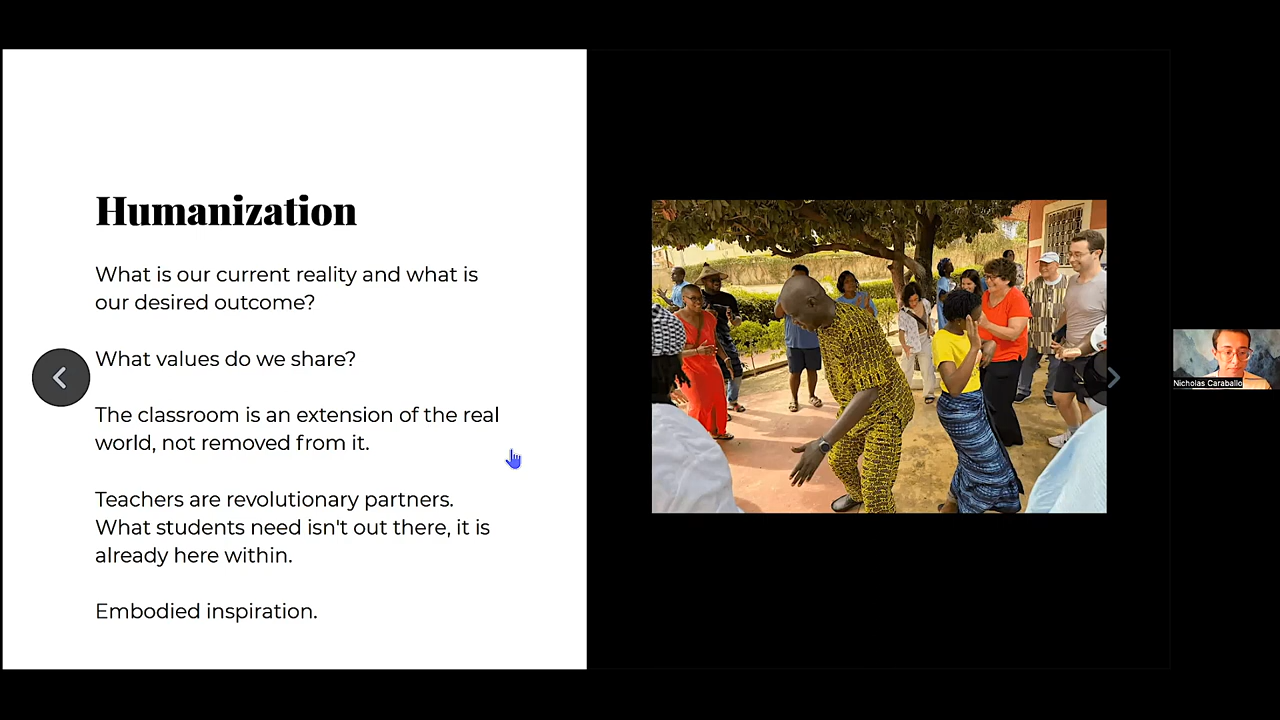 Humanization
What is our current reality and what is
our desired outcome?
What values do we share?
The classroom is an extension of the real
world, not removed from it.
Teachers are revolutionary partners.
What students need isn't out there, it is
already here within.
Embodied inspiration.
Nicholas Caraballo